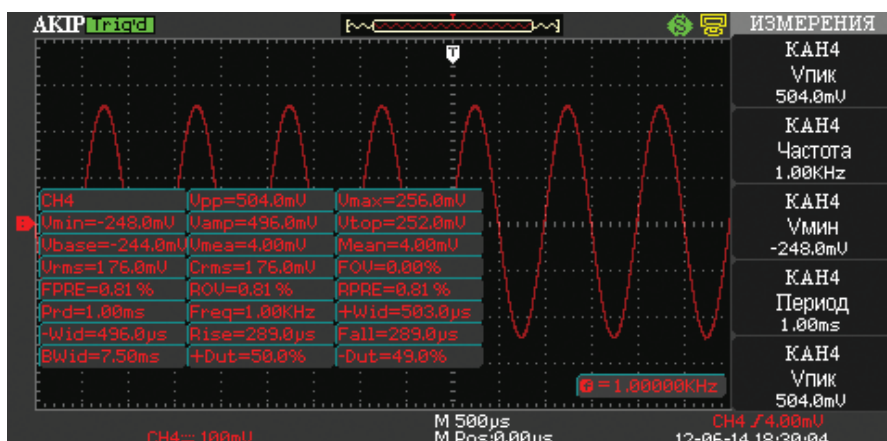 AKIP Trig'd
T
ИЗМЕРЕНИЯ
КАН4
Vпик
504.0mV
КАН4
Частота
1.00KHz
КАН4
Vмин
-248.0mV
КАН4
Период
1.00ms
КАН4
Vпик
504.0mV
CH4 Vpp=504.0mV Vmax=256.0mV
Vmin=-248.0mV Vamp=496.0mV Vtop=252.0mV
Vbase=-244.0mV Vmea=4.00mV Mean=4.00mV
Vrms=176.0mV Crms=176.0mV FOV=0.00%
FPRE=0.81% ROV=0.81% RPRE=0.81%
Prd=1.00ms Freq=1.00KHz +Wid=503.0µs
-Wid=496.0µs Rise=289.0µs Fall=289.0µs
BWid=7.50ms +Dut=50.0% -Dut=49.0%
=1.00000KHz
M 500µs CH4 4.00mV
CH4 100mV M Pos:0.00µs 12-06-14 18:30:04